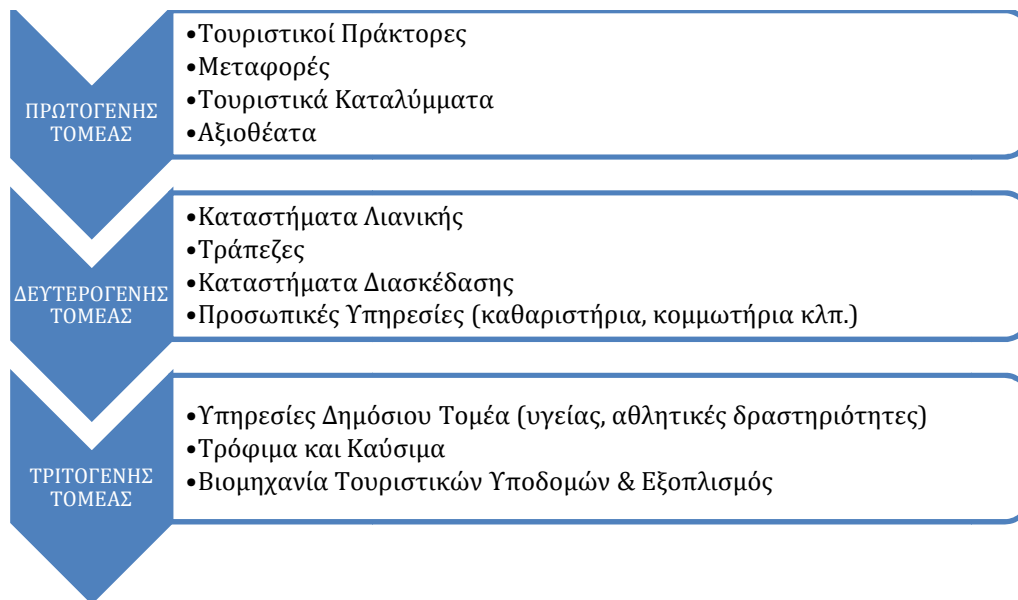 ΠΡΩΤΟΓΕΝΗΣ
ΤΟΜΕΑΣ
•Τουριστικοί Πράκτορες
•Μεταφορές
•Τουριστικά Καταλύμματα
•Αξιοθέατα
ΔΕΥΤΕΡΟΓΕΝΗΣ
ΤΟΜΕΑΣ
•Καταστήματα Λιανικής
•Τράπεζες
•Καταστήματα Διασκέδασης
•Προσωπικές Υπηρεσίες (καθαριστήρια, κομμωτήρια κλπ.)
ΤΡΙΤΟΓΕΝΗΣ
ΤΟΜΕΑΣ
•Υπηρεσίες Δημόσιου Τομέα (υγείας, αθλητικές δραστηριότητες)
•Τρόφιμα και Καύσιμα
•Βιομηχανία Τουριστικών Υποδομών & Εξοπλισμός